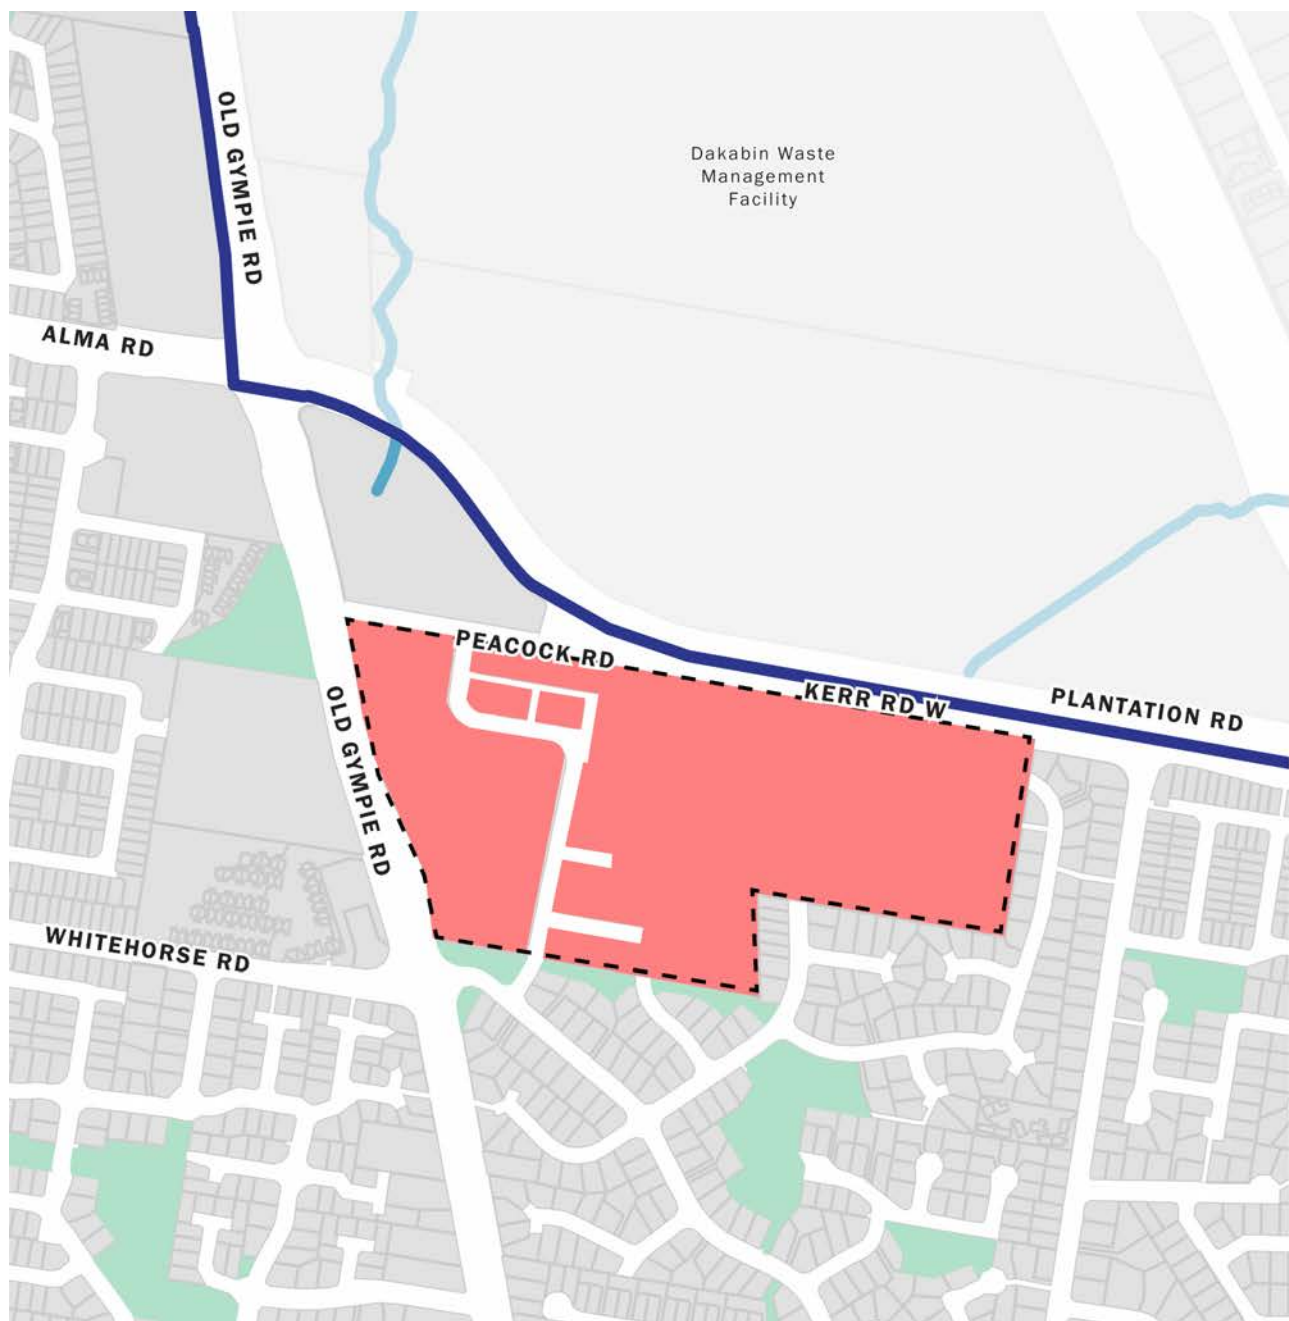 OLD GYMPIE RD
Dakabin Waste
Management
Facility
ALMA RD
PEACOCK RD
KERR RD W
PLANTATION RD
OLD GYMPIE RD
WHITEHORSE RD